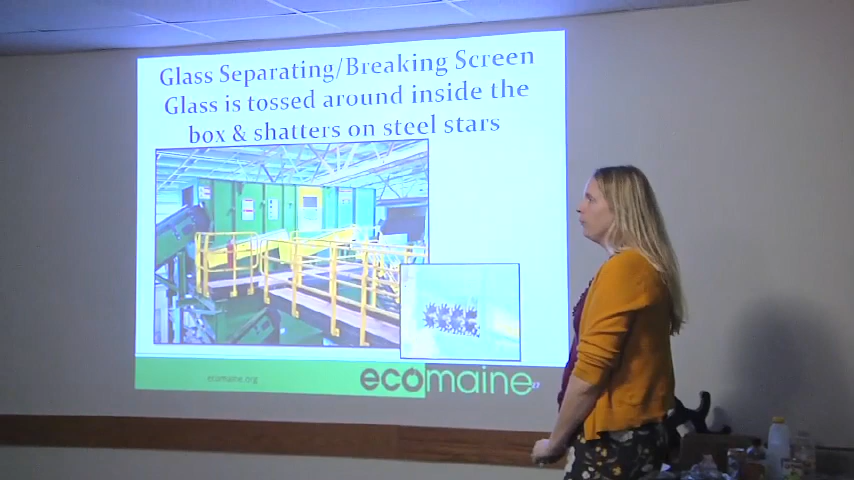 Glass Separating/Breaking Screen
Glass is tossed around inside the
box & shatters on steel stars
ecomaine.org
ecomaine